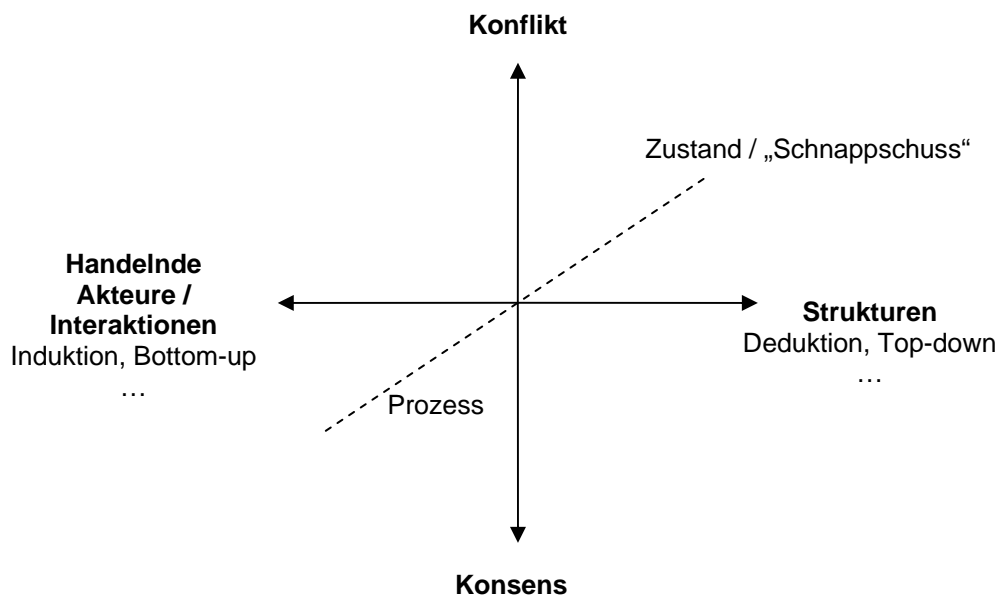 Konflikt
Zustand / „Schnappschuss“
Handelnde
Akteure /
Interaktionen
Induktion, Bottom-up
…
Strukturen
Deduktion, Top-down
…
Prozess
Konsens